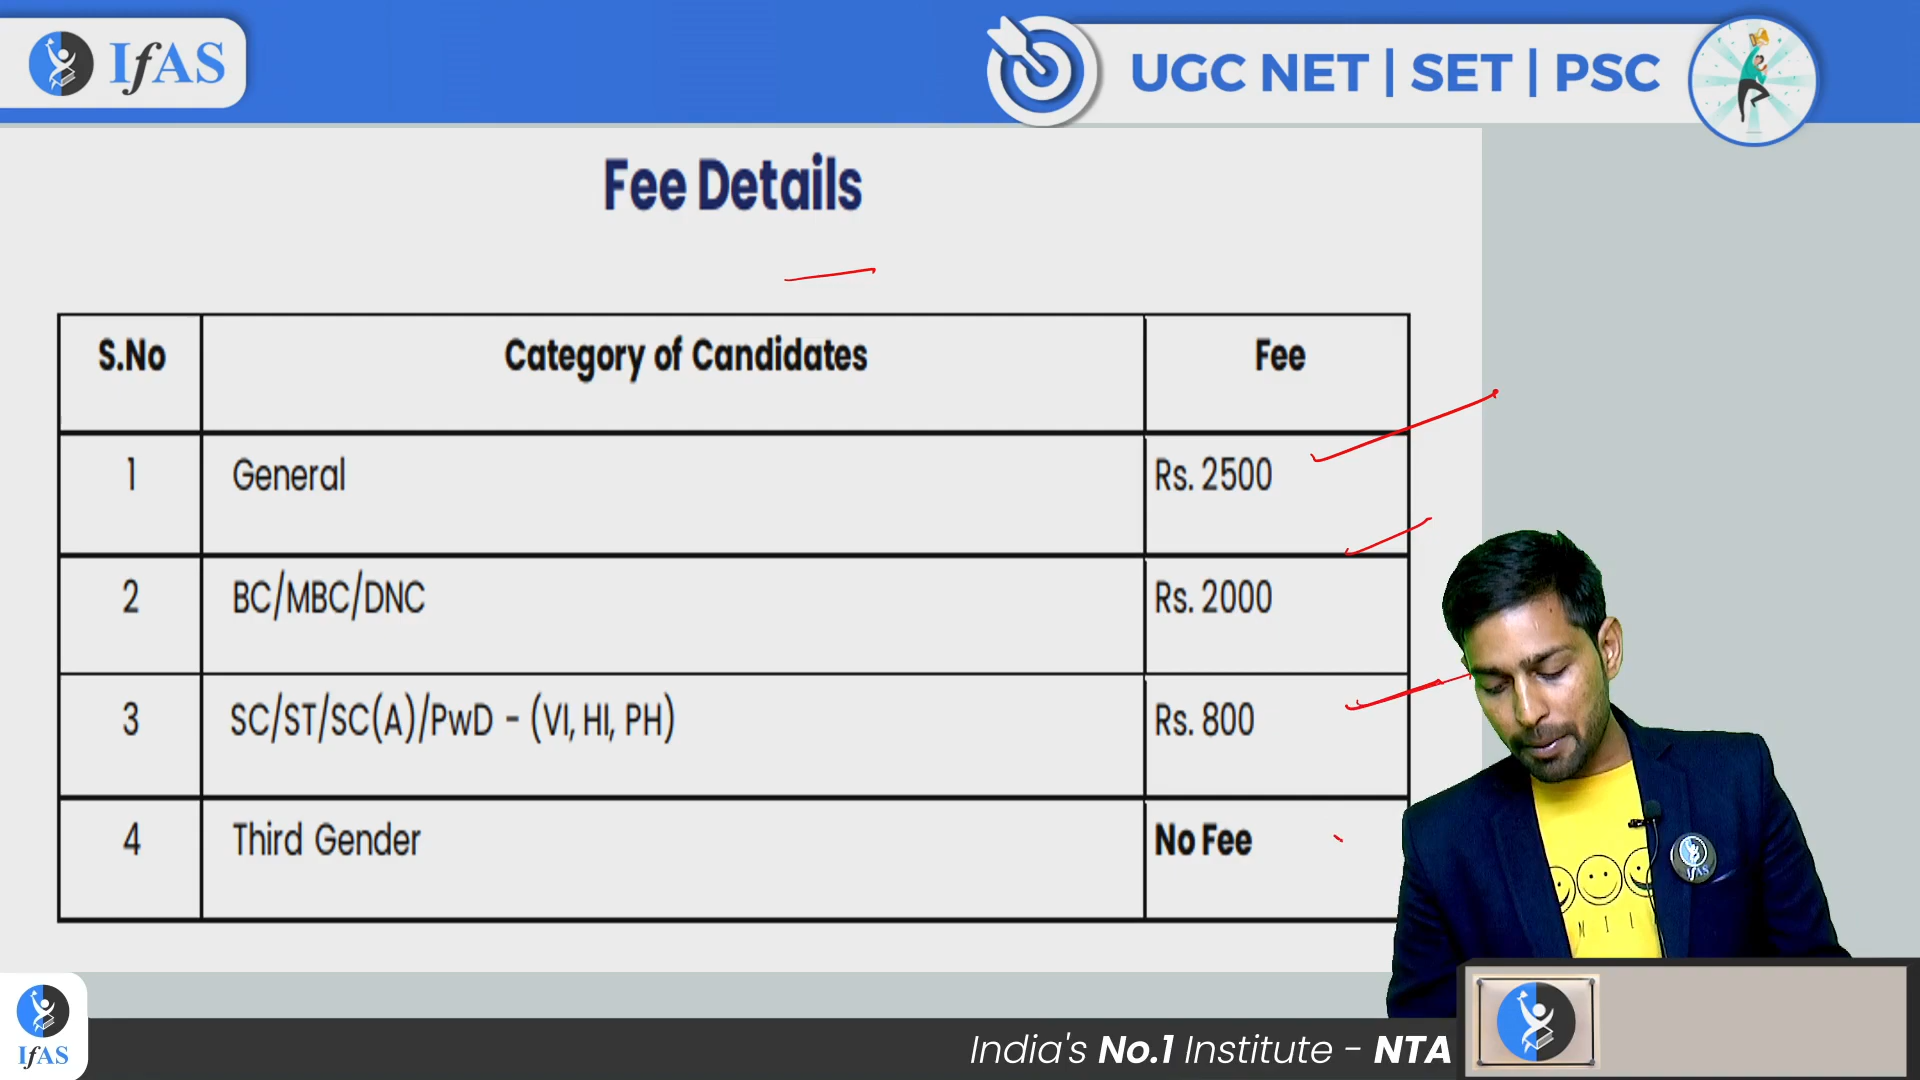 IfAS
UGC NET | SET | PSC
Fee Details
S.No Category of Candidates Fee
1 General Rs. 2500
2 BC/MBC/DNC Rs. 2000
3 SC/ST/SC(A)/PwD - (VI, HI, PH) Rs. 800
4 Third Gender No Fee
IfAS
India's No.1 Institute - NTA
IfAS